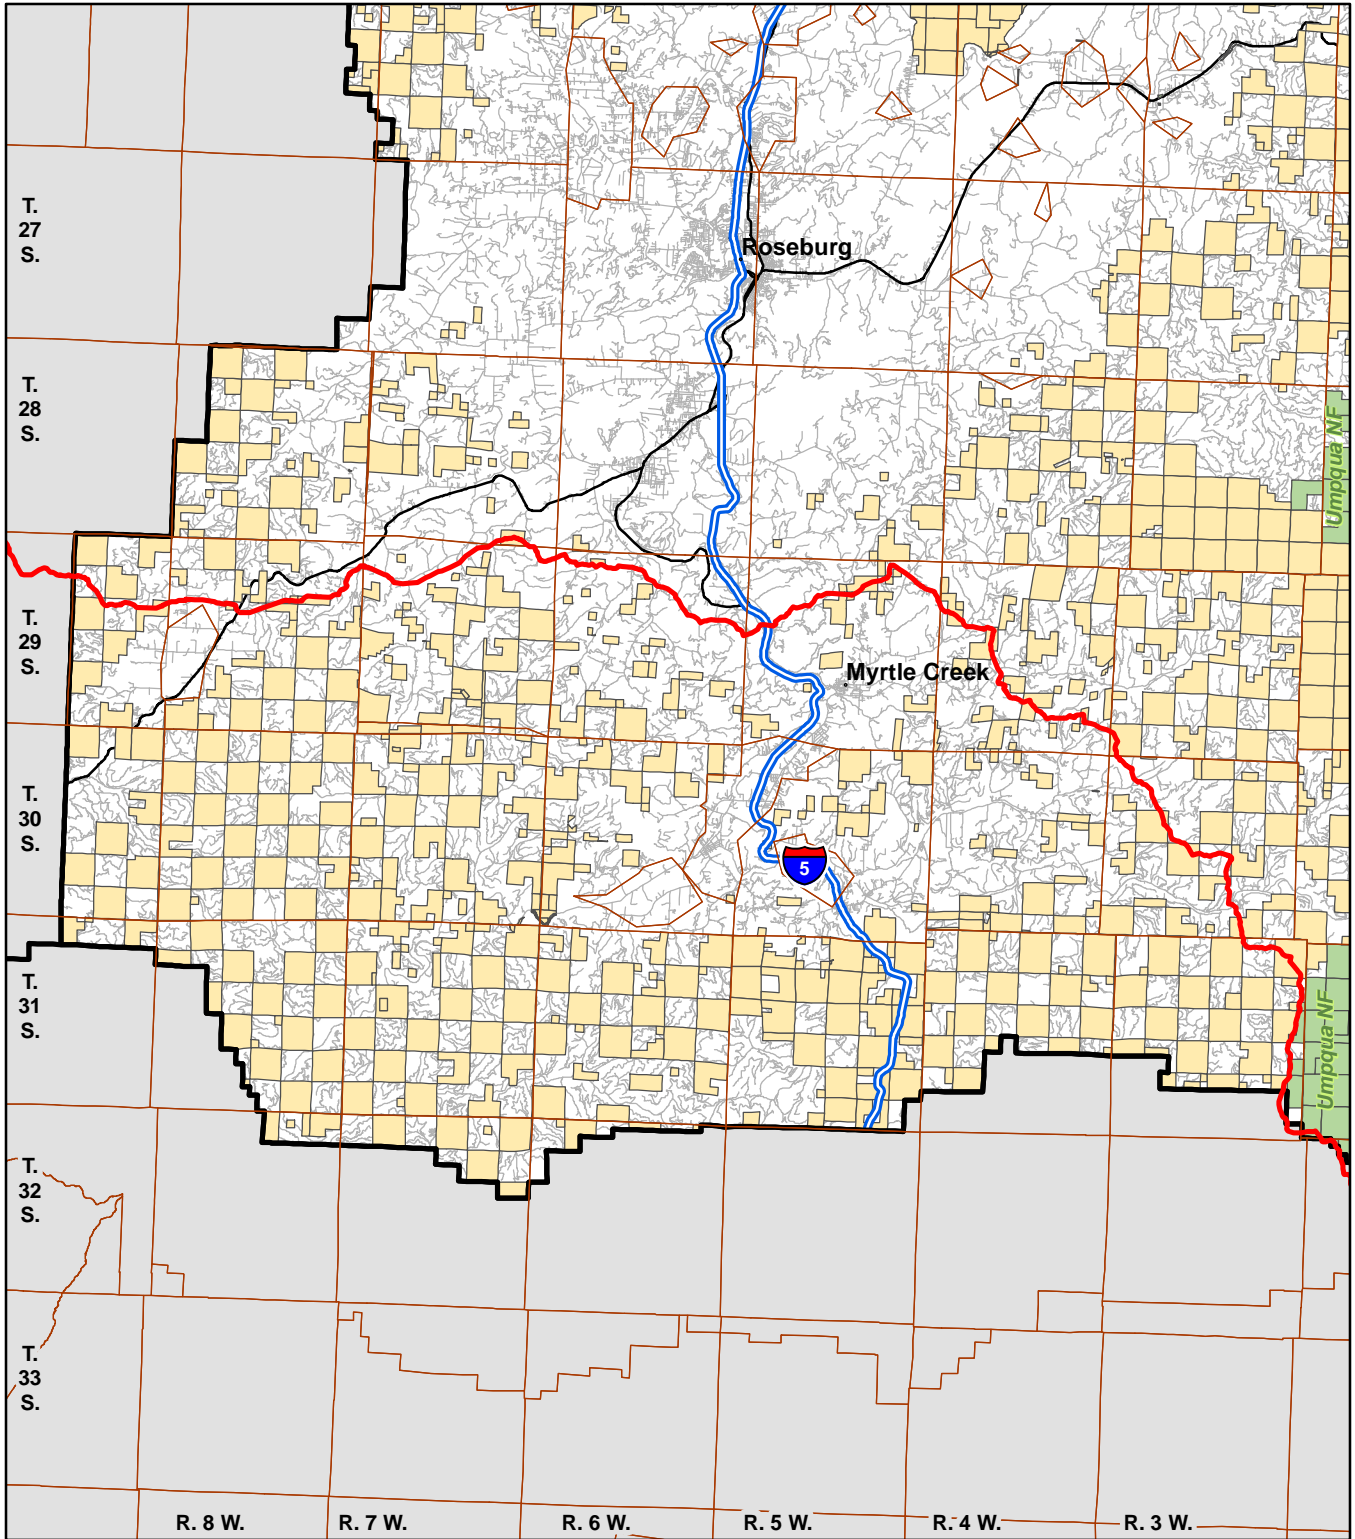 T.
27
S.
Roseburg
T.
28
S.
Umpqua NF
T.
29
S.
Myrtle Creek
T.
30
S.
5
T.
31
S.
Umpqua NF
T.
32
S.
T.
33
S.
R. 8 W.
R. 7 W.
R. 6 W.
R. 5 W.
R. 4 W.
R. 3 W.